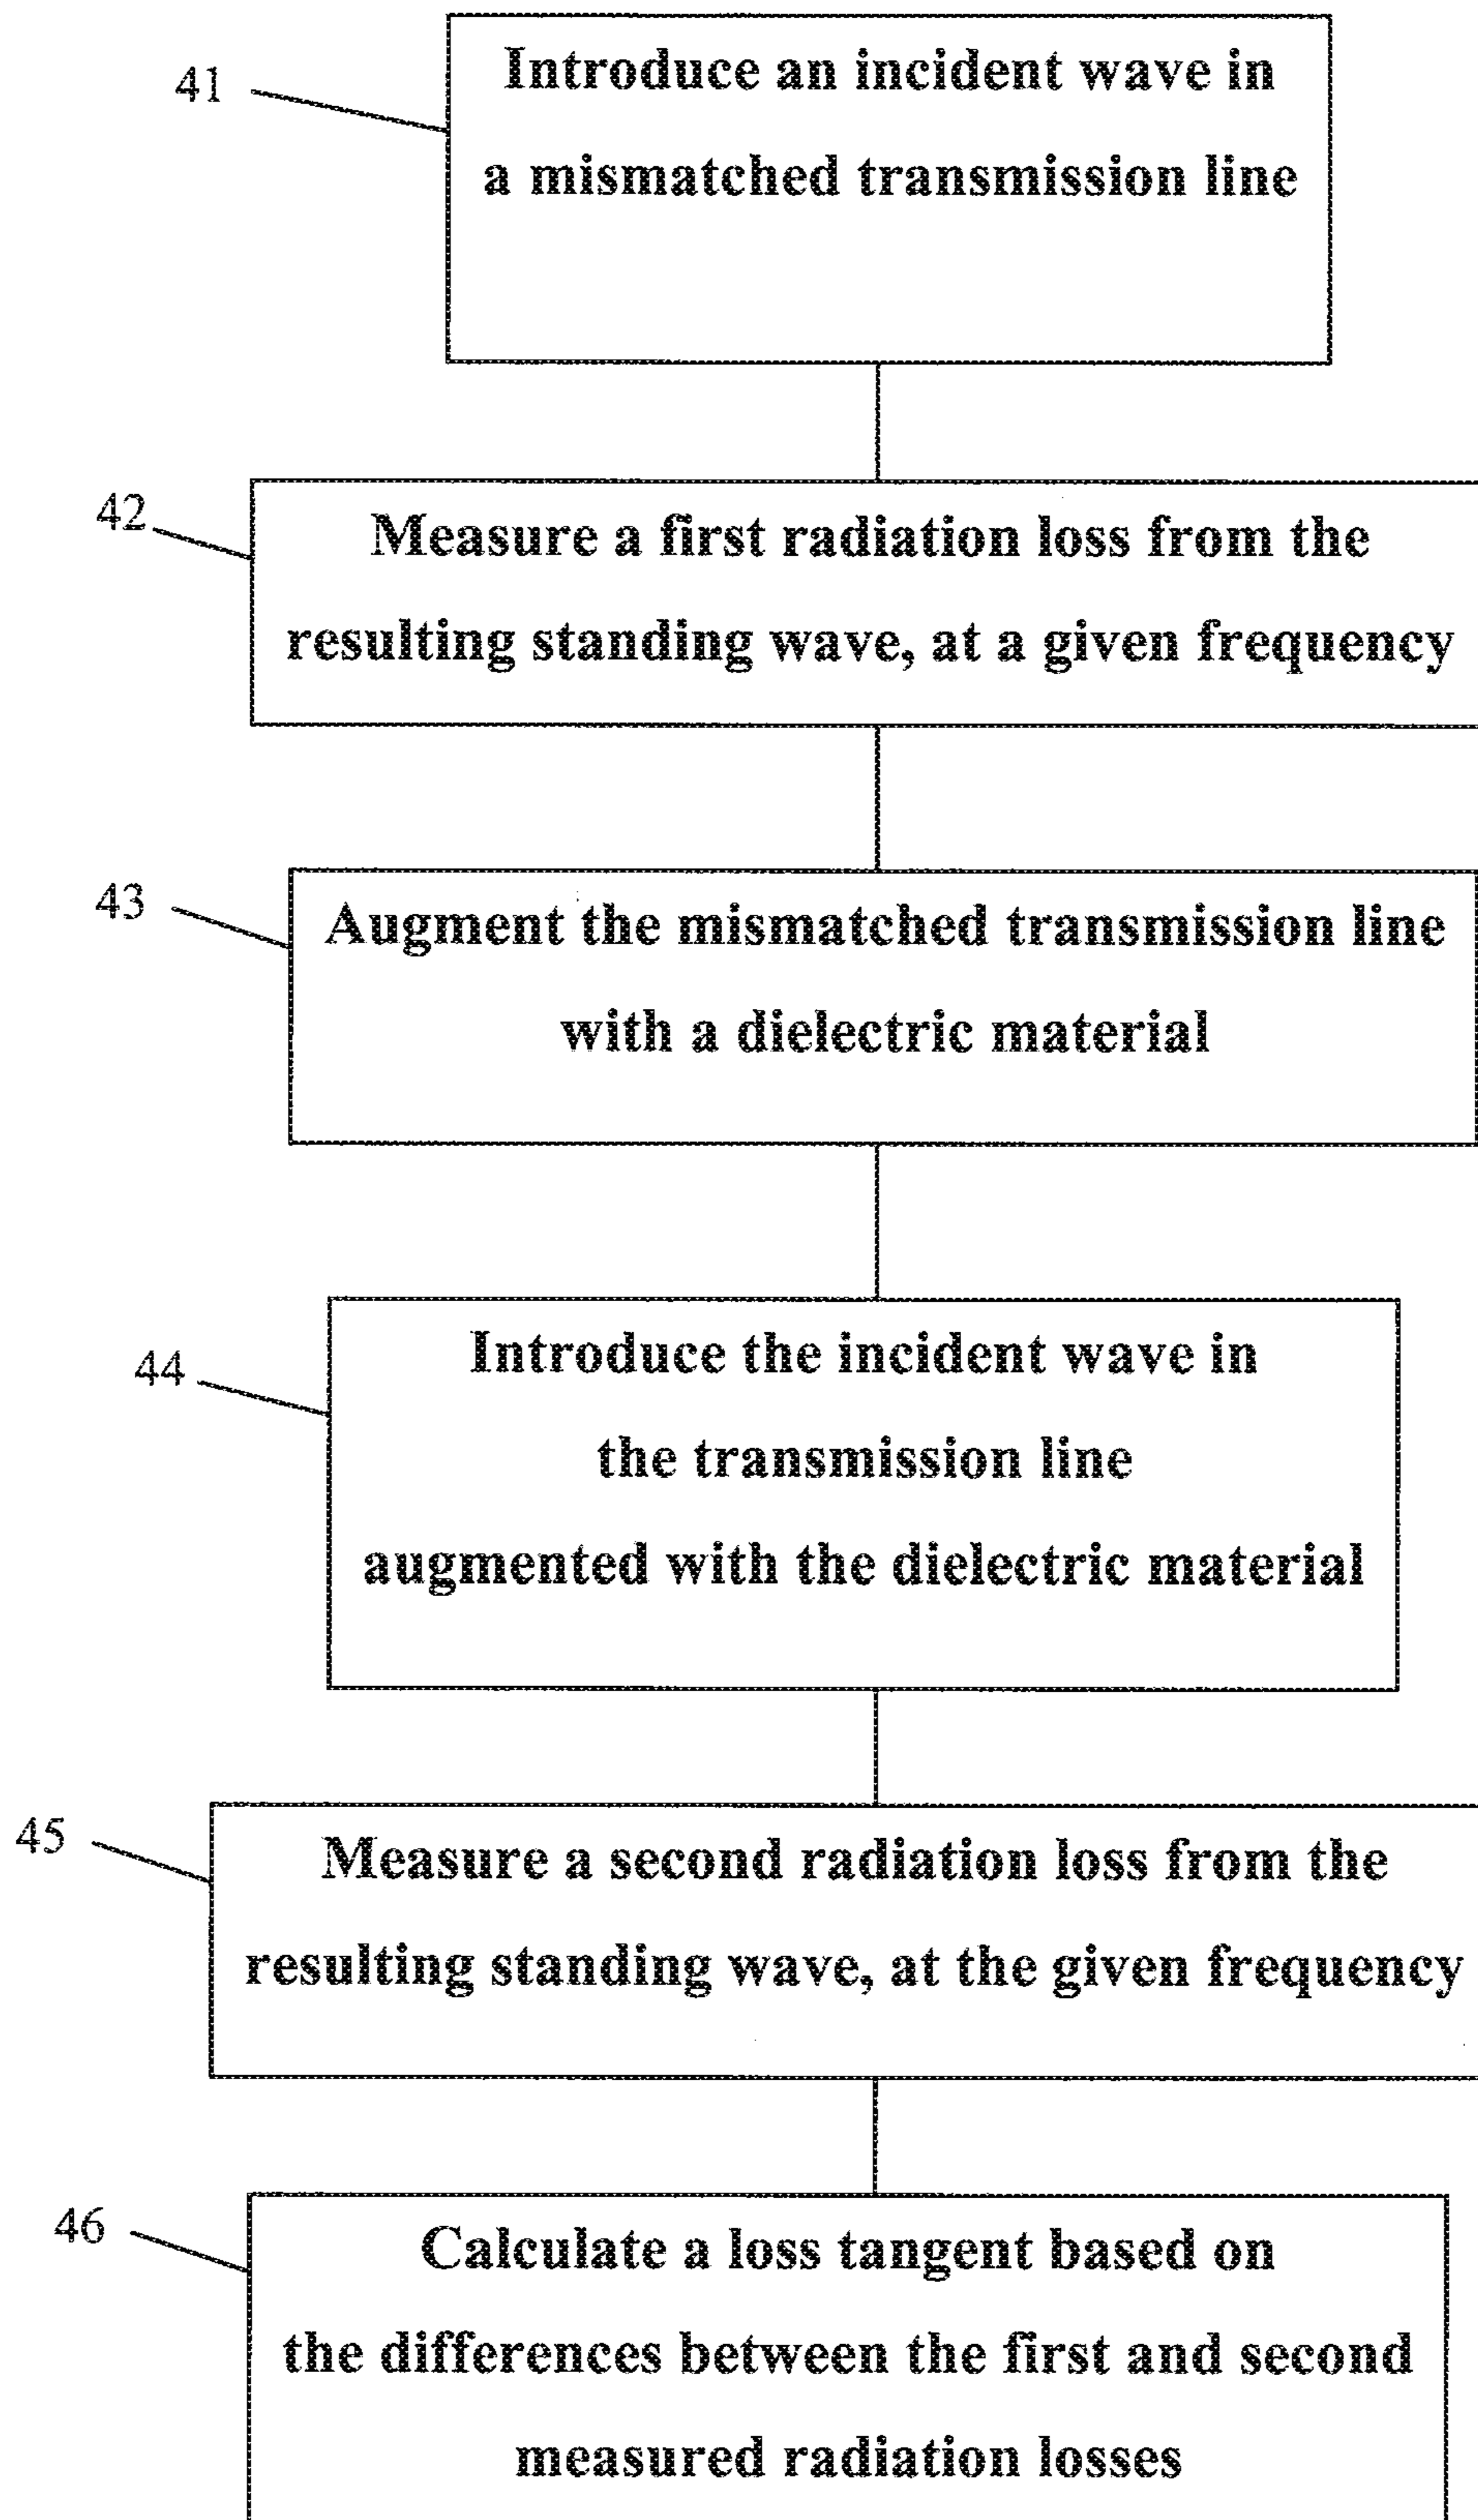 41
Introduce an incident wave in
a mismatched transmission line
42
Measure a first radiation loss from the
resulting standing wave, at a given frequency
43
Augment the mismatched transmission line
with a dielectric material
44
Introduce the incident wave in
the transmission line
augmented with the dielectric material
45
Measure a second radiation loss from the
resulting standing wave, at the given frequency
46
Calculate a loss tangent based on
the differences between the first and second
measured radiation losses